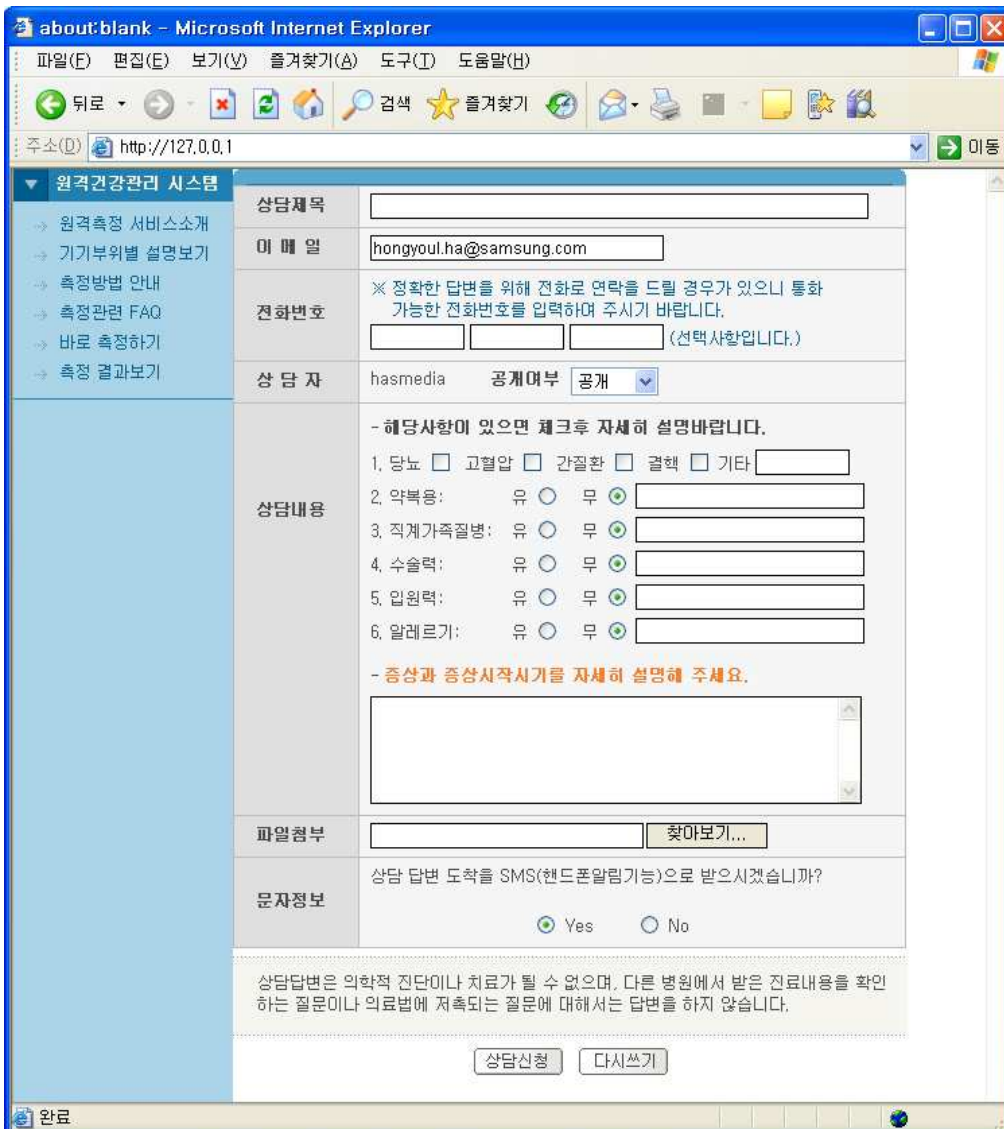 about:blank - Microsoft Internet Explorer
파일(F) 편집(E) 보기(V) 즐겨찾기(A) 도구(T) 도움말(H)
뒤로 검색 즐겨찾기
주소(D) http://127.0.0.1 이동
원격건강관리 시스템
원격측정 서비스소개
기기부위별 설명보기
측정방법 안내
측정관련 FAQ
바로 측정하기
측정 결과보기
상담제목
이 메 일 hongyoul.ha@samsung.com
전화번호
※ 정확한 답변을 위해 전화로 연락을 드릴 경우가 있으니 통화
가능한 전화번호를 입력하여 주시기 바랍니다.
(선택사항입니다.)
상 담 자 hasmedia 공개여부 공개
상담내용
- 해당사항이 있으면 체크후 자세히 설명바랍니다.
1. 당뇨 고혈압 간질환 결핵 기타
2. 약복용: 유 무
3. 직계가족질병: 유 무
4. 수술력: 유 무
5. 입원력: 유 무
6. 알레르기: 유 무
- 증상과 증상시작시기를 자세히 설명해 주세요.
파일첨부 찾아보기...
문자정보
상담 답변 도착을 SMS(핸드폰알림기능)으로 받으시겠습니까?
Yes No
상담답변은 의학적 진단이나 치료가 될 수 없으며, 다른 병원에서 받은 진료내용을 확인
하는 질문이나 의료법에 저촉되는 질문에 대해서는 답변을 하지 않습니다.
상담신청 다시쓰기
완료